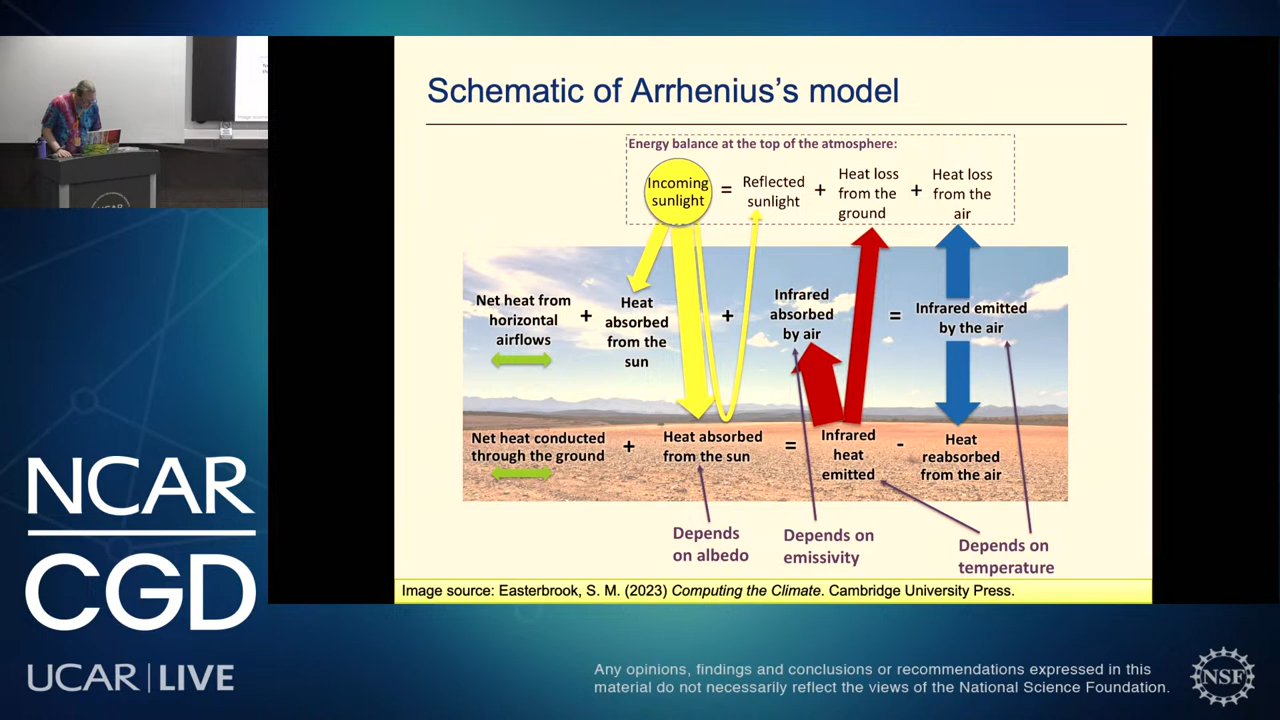 Schematic of Arrhenius's model
Energy balance at the top of the atmosphere:
Incoming
sunlight
=
Reflected
sunlight
+
Heat loss
from the
ground
+
Heat loss
from the
air
Net heat from
horizontal
airflows
+
Heat
absorbed
from the
sun
+
Infrared
absorbed
by air
=
Infrared emitted
by the air
Net heat conducted
through the ground
+
Heat absorbed
from the sun
=
Infrared
heat
emitted
-
Heat
reabsorbed
from the air
Depends
on albedo
Depends on
emissivity
Depends on
temperature
Image source: Easterbrook, S. M. (2023) Computing the Climate. Cambridge University Press.
NCAR
NCAR
CGD
UCAR | LIVE
Any opinions, findings and conclusions or recommendations expressed in this
material do not necessarily reflect the views of the National Science Foundation.
NSF